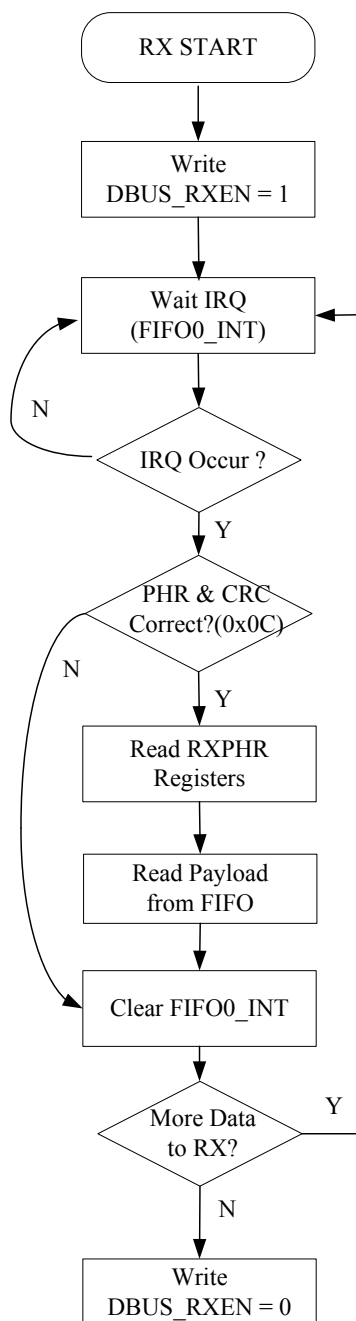 RX START
Write
DBUS_RXEN = 1
Wait IRQ
(FIFO0_INT)
N
IRQ Occur ?
Y
PHR & CRC
Correct?(0x0C)
N
Y
Read RXPHR
Registers
Read Payload
from FIFO
Clear FIFO0_INT
More Data
to RX?
Y
N
Write
DBUS_RXEN = 0